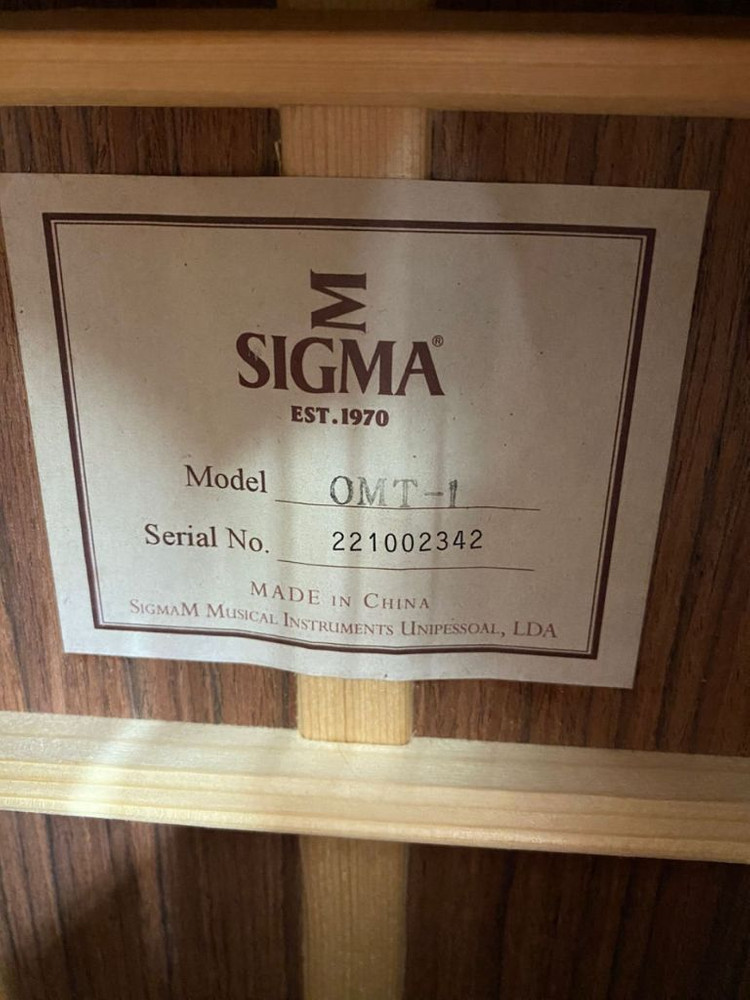 SIGMA®
EST.1970
Model OMT-1
Serial No. 221002342
MADE IN CHINA
SIGMAM MUSICAL INSTRUMENTS UNIPESSOAL, LDA